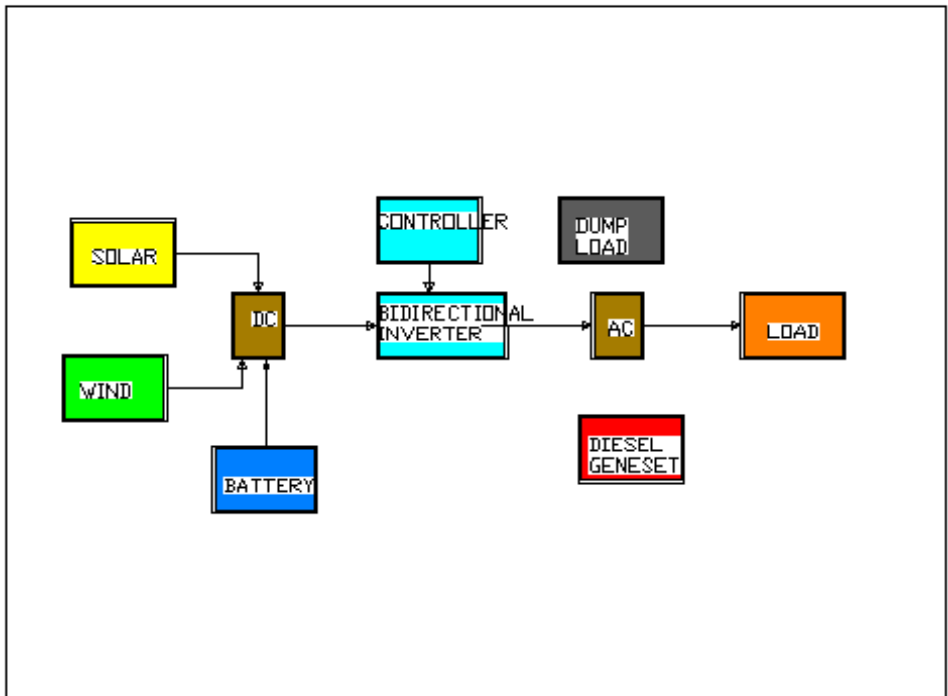 CONTROLLER
DUMP
LOAD
SOLAR
DC
BIDIRECTIONAL
INVERTER
AC
LOAD
WIND
DIESEL
GENESET
BATTERY